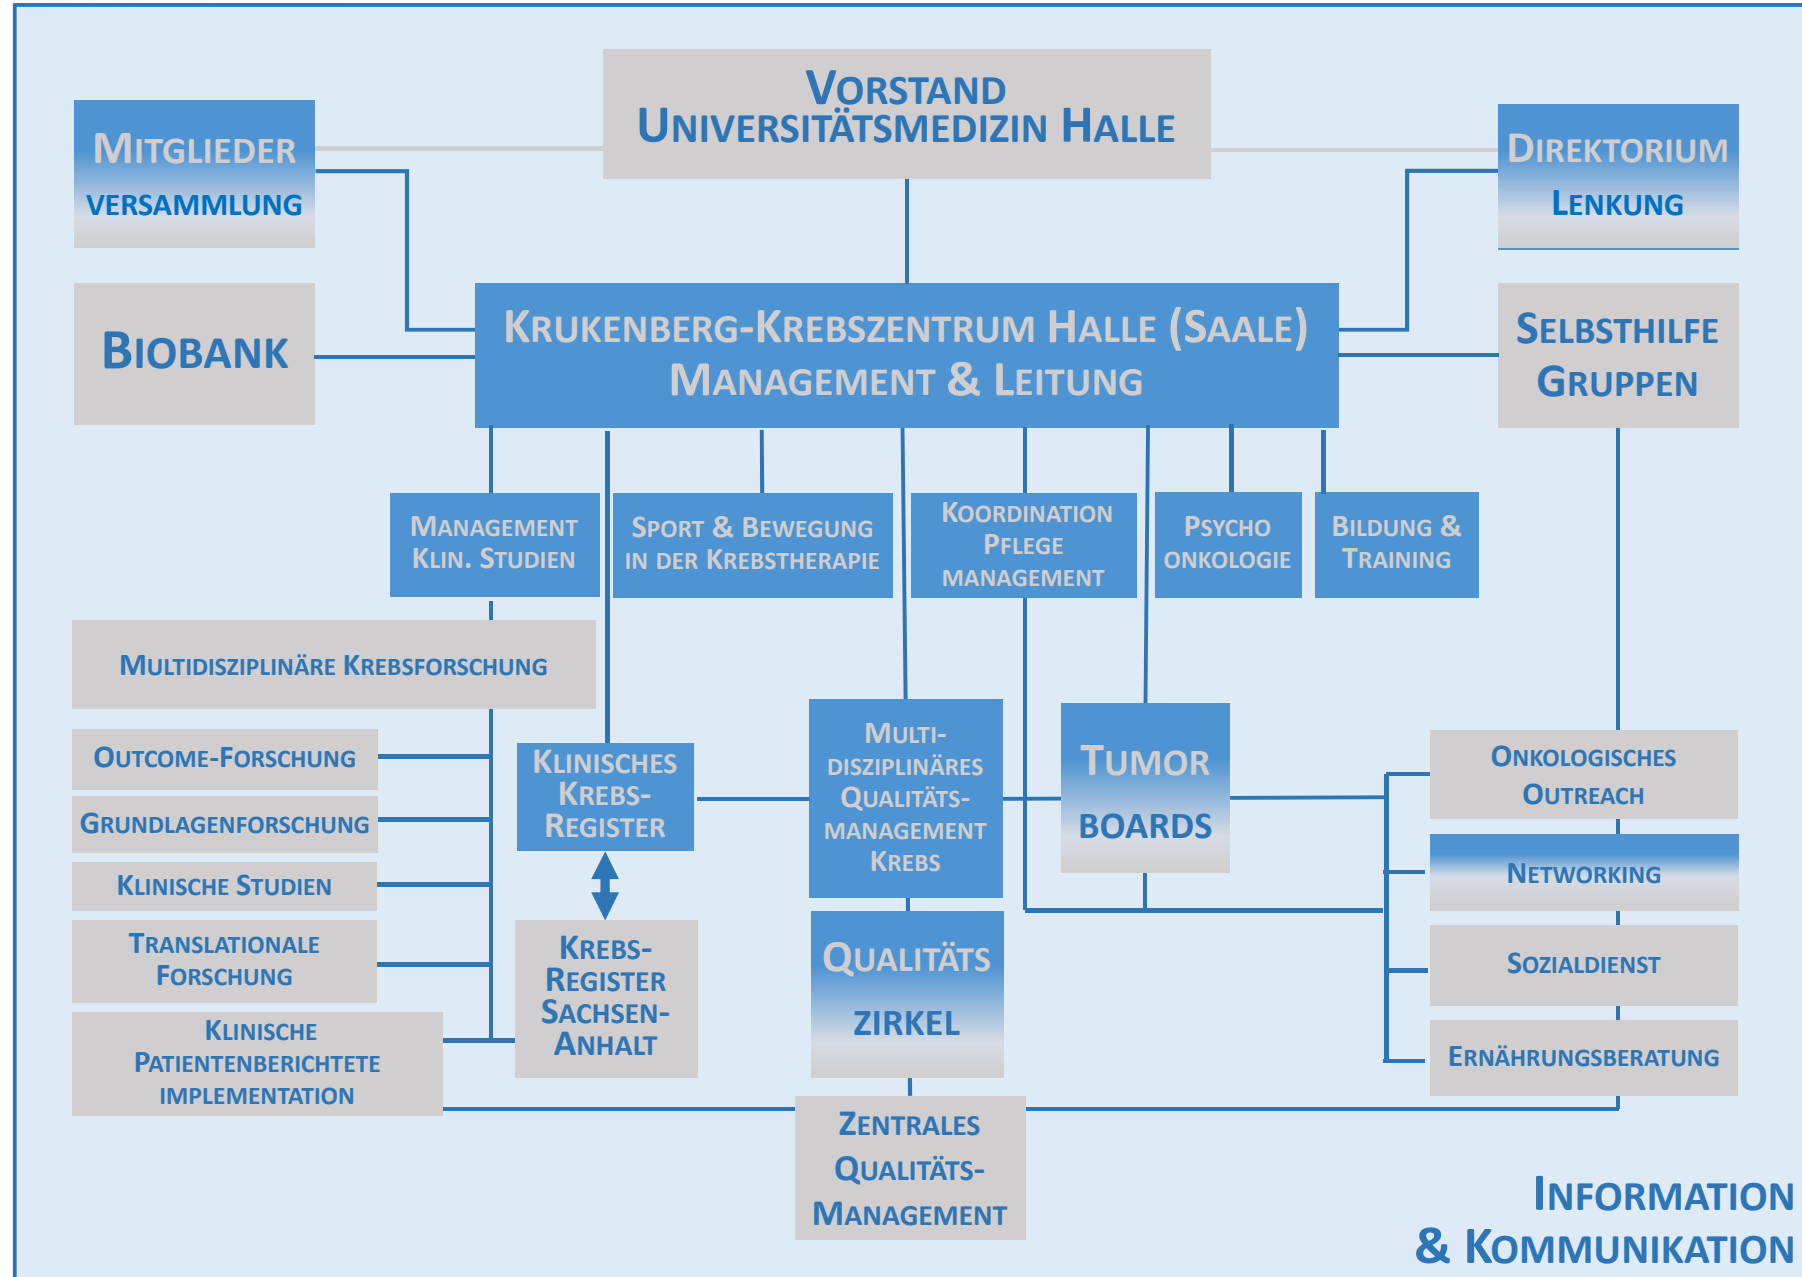 Vorstand
Universitätsmedizin Halle
Mitglieder
versammlung
Direktorium
Lenkung
Biobank
Krukenberg-Krebszentrum Halle (Saale)
Management & Leitung
Selbsthilfe
Gruppen
Management
Klin. Studien
Sport & Bewegung
in der Krebstherapie
Koordination
Pflege
management
Psycho
onkologie
Bildung &
Training
Multidisziplinäre Krebsforschung
Outcome-Forschung
Grundlagenforschung
Klinische Studien
Translationale
Forschung
Klinische
Patientenberichtete
implementation
Klinisches
Krebs-
Register
Krebs-
Register
Sachsen-
Anhalt
Multi-
disziplinäres
Qualitäts-
management
Krebs
Qualitäts
zirkel
Zentrales
Qualitäts-
Management
Tumor
boards
Onkologisches
Outreach
Networking
Sozialdienst
Ernährungsberatung
Information
& Kommunikation